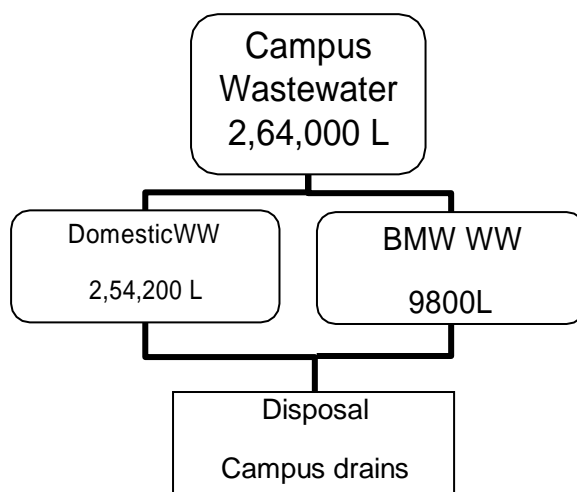 Campus
Wastewater
2,64,000 L
DomesticWW
2,54,200 L
BMW WW
9800L
Disposal
Campus drains